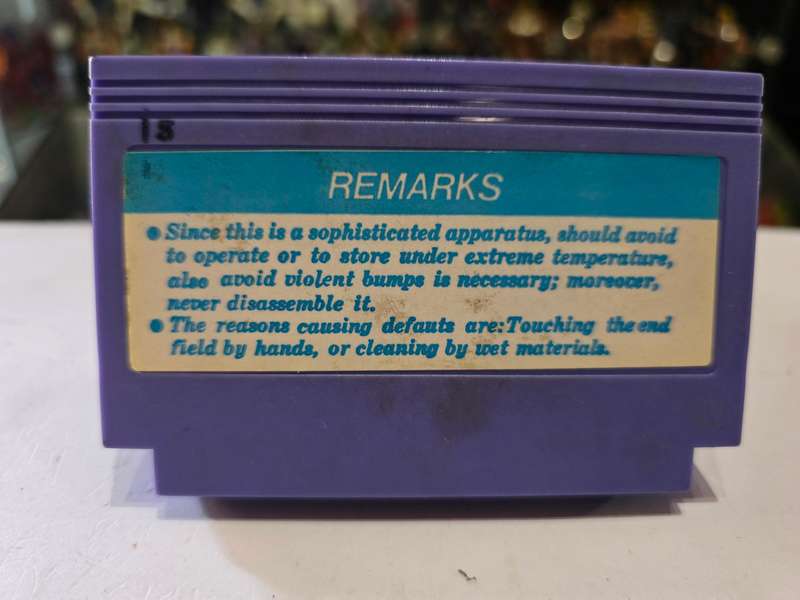 15
REMARKS
• Since this is a sophisticated apparatus, should avoid
to operate or to store under extreme temperature,
also avoid violent bumps is necessary; moreover,
never disassemble it.
• The reasons causing defauts are:Touching the end
field by hands, or cleaning by wet materials.